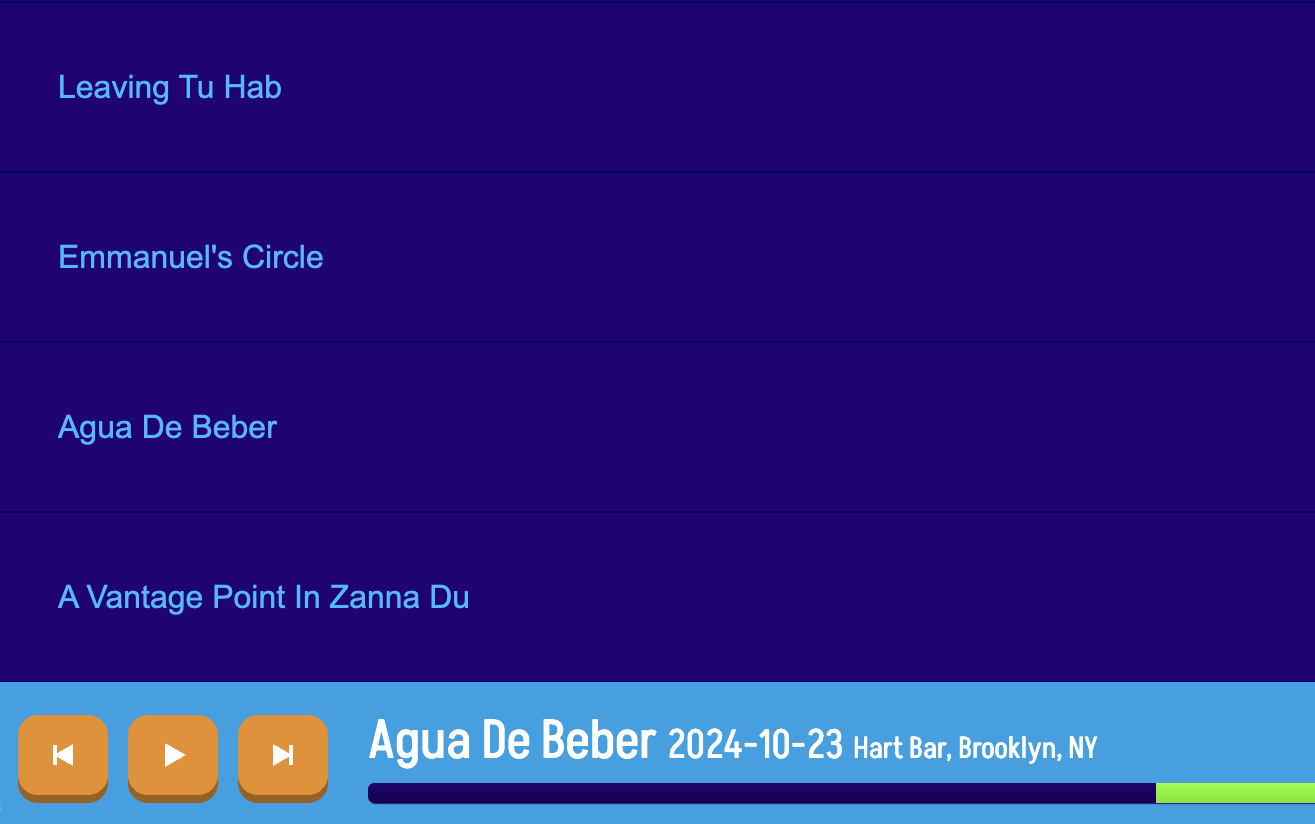 Leaving Tu Hab
Emmanuel's Circle
Agua De Beber
A Vantage Point In Zanna Du
Agua De Beber 2024-10-23 Hart Bar, Brooklyn, NY